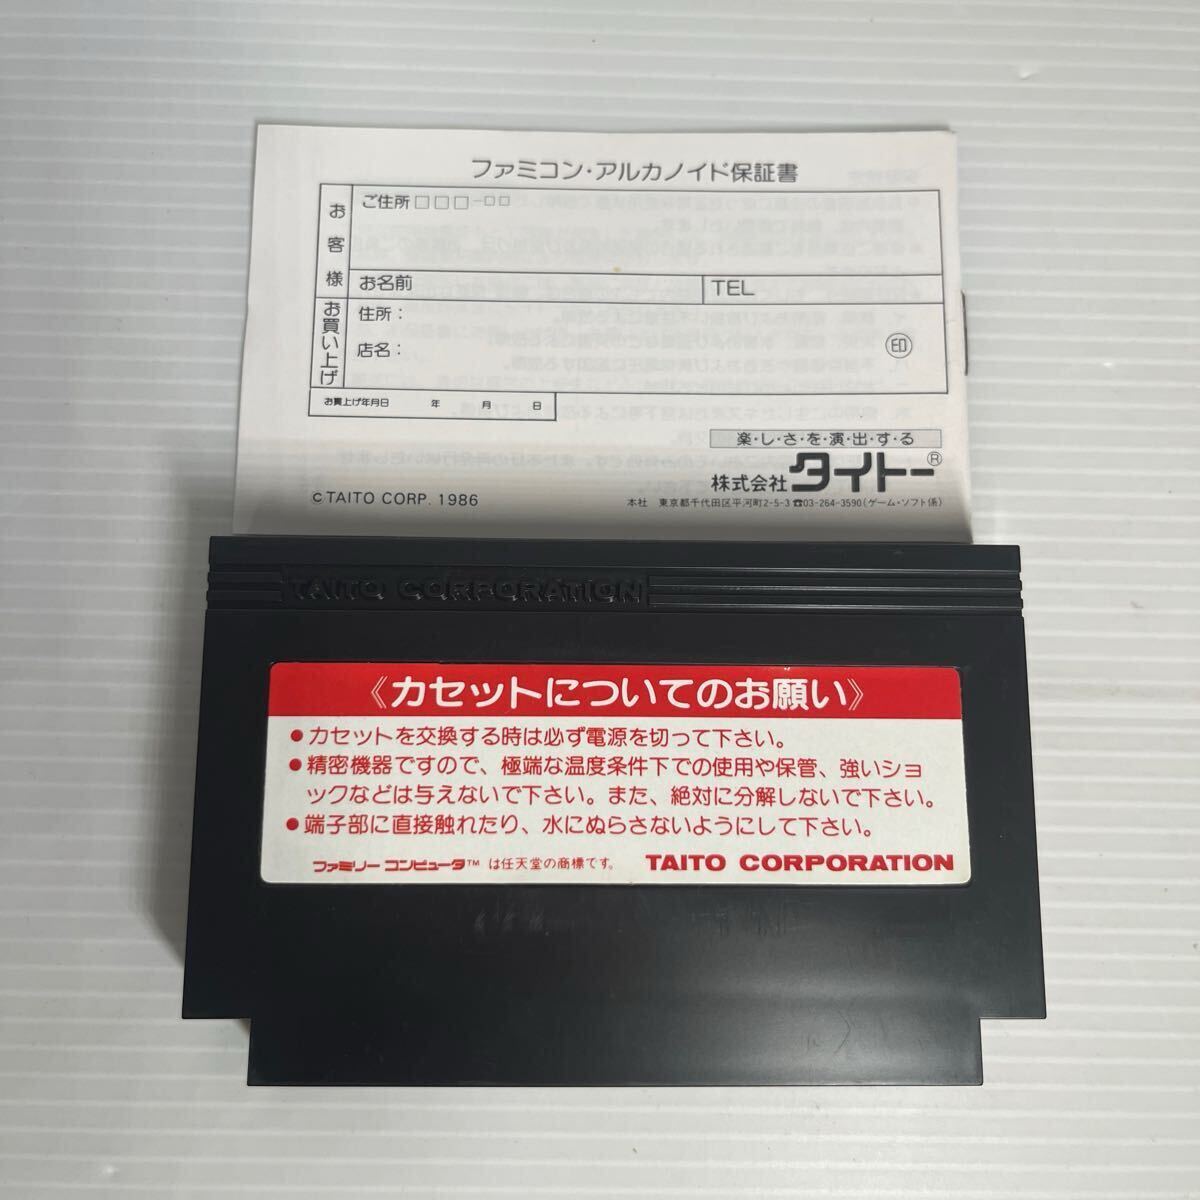 ファミコン・アルカノイド保証書
お客様
ご住所 □□□-□□
お名前
TEL
お買い上げ
住所：
店名：
印
お買上げ年月日 年 月 日
楽・し・さ・を・演・出・す・る
株式会社 タイトー®
©TAITO CORP. 1986
本社 東京都千代田区平河町2-5-3 ☎03-264-3590(ゲーム・ソフト係)
TAITO CORPORATION
《カセットについてのお願い》
●カセットを交換する時は必ず電源を切って下さい。
●精密機器ですので、極端な温度条件下での使用や保管、強いショ
ックなどは与えないで下さい。また、絶対に分解しないで下さい。
●端子部に直接触れたり、水にぬらさないようにして下さい。
ファミリーコンピュータ™ は任天堂の商標です。
TAITO CORPORATION